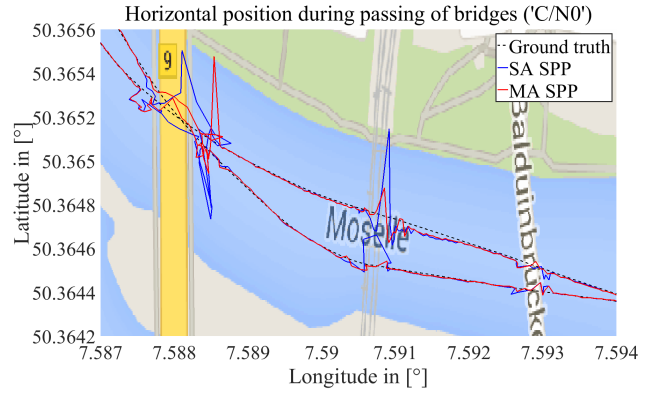 Horizontal position during passing of bridges ('C/N0')
50.3656
50.3654
50.3652
50.365
50.3648
50.3646
50.3644
50.3642
Latitude in [°]
9
Ground truth
SA SPP
MA SPP
Balduinbrücke
Moselle
7.587
7.588
7.589
7.59
7.591
7.592
7.593
7.594
Longitude in [°]